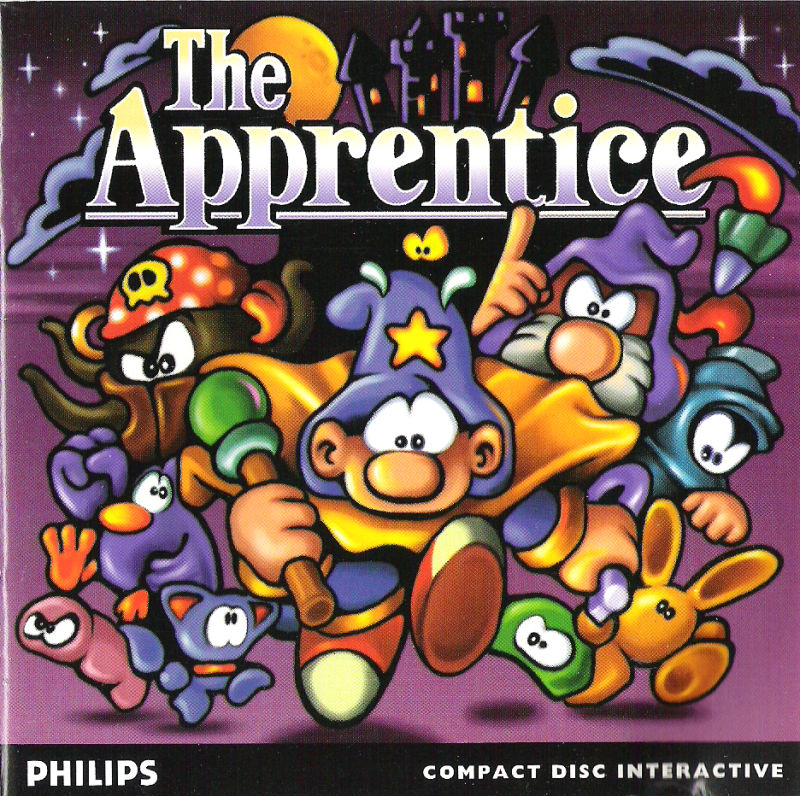 The
Apprentice
PHILIPS
COMPACT DISC INTERACTIVE